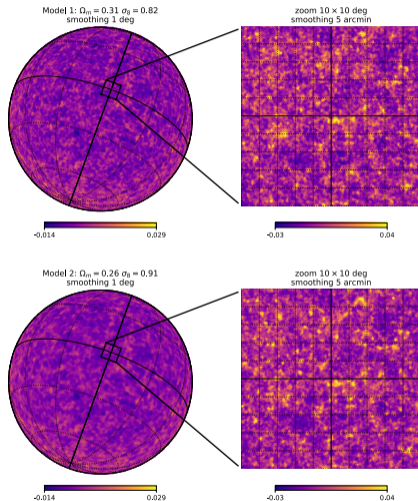 Model 1: Ωₘ = 0.31 σ₈ = 0.82
smoothing 1 deg
zoom 10 × 10 deg
smoothing 5 arcmin
-0.014 0.029
-0.03 0.04
Model 2: Ωₘ = 0.26 σ₈ = 0.91
smoothing 1 deg
zoom 10 × 10 deg
smoothing 5 arcmin
-0.014 0.029
-0.03 0.04